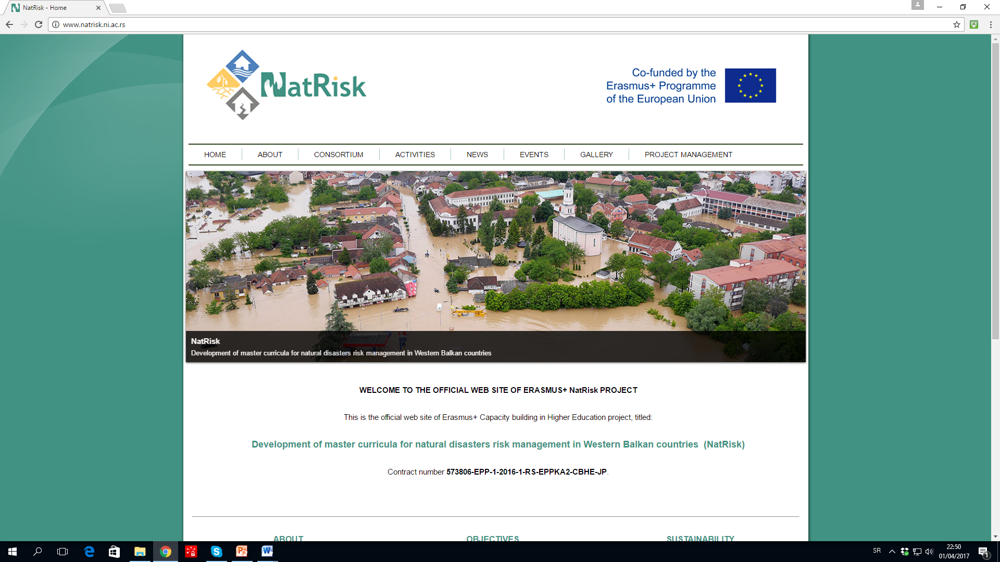 NatRisk - Home
www.natrisk.ni.ac.rs
NatRisk
Co-funded by the
Erasmus+ Programme
of the European Union
HOME
ABOUT
CONSORTIUM
ACTIVITIES
NEWS
EVENTS
GALLERY
PROJECT MANAGEMENT
NatRisk
Development of master curricula for natural disasters risk management in Western Balkan countries
WELCOME TO THE OFFICIAL WEB SITE OF ERASMUS+ NatRisk PROJECT
This is the official web site of Erasmus+ Capacity building in Higher Education project, titled:
Development of master curricula for natural disasters risk management in Western Balkan countries (NatRisk)
Contract number 573806-EPP-1-2016-1-RS-EPPKA2-CBHE-JP.
ABOUT
OBJECTIVES
SUSTAINABILITY
SR
22:50
01/04/2017
1